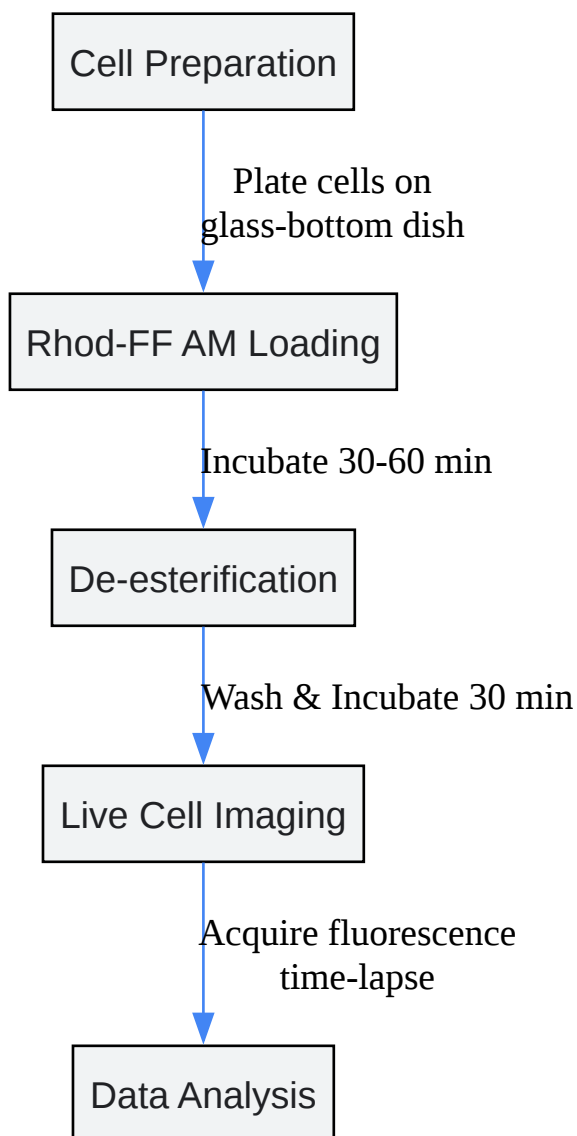 Cell Preparation
Plate cells on
glass-bottom dish
Rhod-FF AM Loading
Incubate 30-60 min
De-esterification
Wash & Incubate 30 min
Live Cell Imaging
Acquire fluorescence
time-lapse
Data Analysis